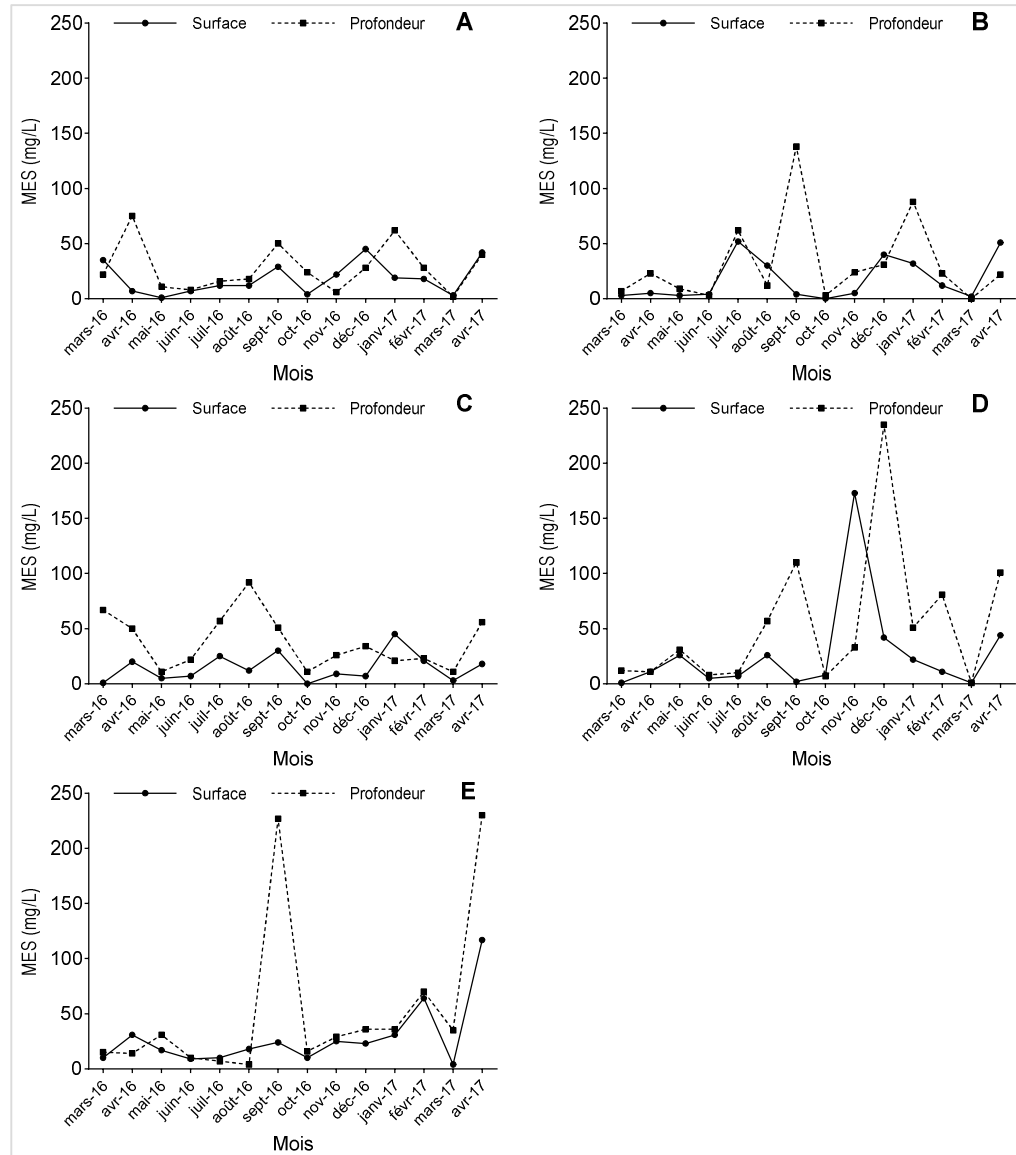 Surface Profondeur A
250
200
150
100
50
0
MES (mg/L)
mars-16 avr-16 mai-16 juin-16 juil-16 août-16 sept-16 oct-16 nov-16 déc-16 janv-17 févr-17 mars-17 avr-17
Mois
Surface Profondeur B
250
200
150
100
50
0
MES (mg/L)
mars-16 avr-16 mai-16 juin-16 juil-16 août-16 sept-16 oct-16 nov-16 déc-16 janv-17 févr-17 mars-17 avr-17
Mois
Surface Profondeur C
250
200
150
100
50
0
MES (mg/L)
mars-16 avr-16 mai-16 juin-16 juil-16 août-16 sept-16 oct-16 nov-16 déc-16 janv-17 févr-17 mars-17 avr-17
Mois
Surface Profondeur D
250
200
150
100
50
0
MES (mg/L)
mars-16 avr-16 mai-16 juin-16 juil-16 août-16 sept-16 oct-16 nov-16 déc-16 janv-17 févr-17 mars-17 avr-17
Mois
Surface Profondeur E
250
200
150
100
50
0
MES (mg/L)
mars-16 avr-16 mai-16 juin-16 juil-16 août-16 sept-16 oct-16 nov-16 déc-16 janv-17 févr-17 mars-17 avr-17
Mois